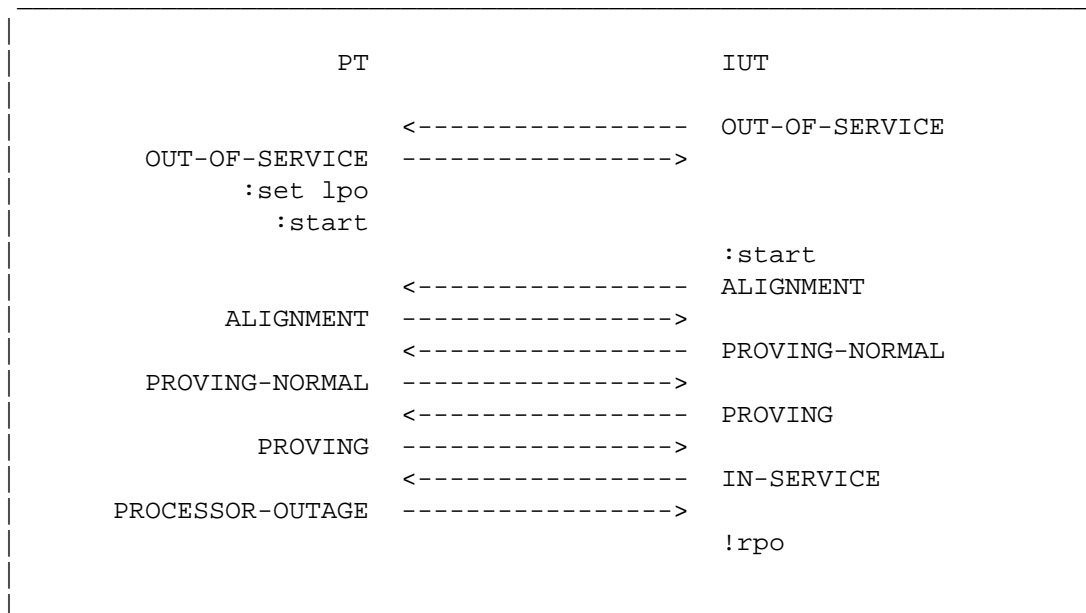 PT IUT
<----------------- OUT-OF-SERVICE
OUT-OF-SERVICE ----------------->
:set lpo
:start
:start
<----------------- ALIGNMENT
ALIGNMENT ----------------->
<----------------- PROVING-NORMAL
PROVING-NORMAL ----------------->
<----------------- PROVING
PROVING ----------------->
<----------------- IN-SERVICE
PROCESSOR-OUTAGE ----------------->
!rpo